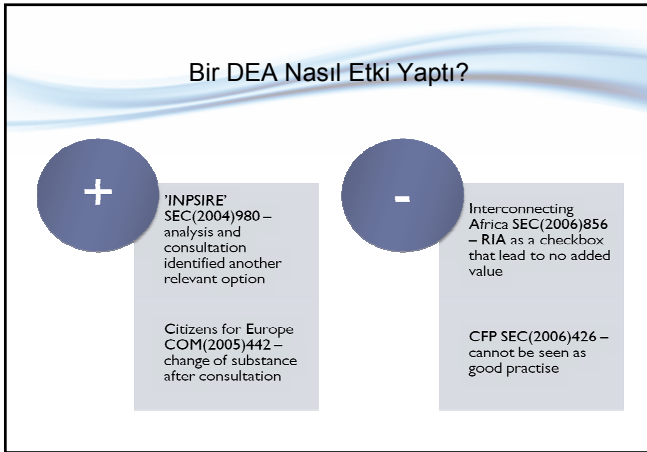 Bir DEA Nasıl Etki Yaptı?
+
'INPSIRE'
SEC(2004)980 –
analysis and
consultation
identified another
relevant option
Citizens for Europe
COM(2005)442 –
change of substance
after consultation
-
Interconnecting
Africa SEC(2006)856
– RIA as a checkbox
that lead to no added
value
CFP SEC(2006)426 –
cannot be seen as
good practise